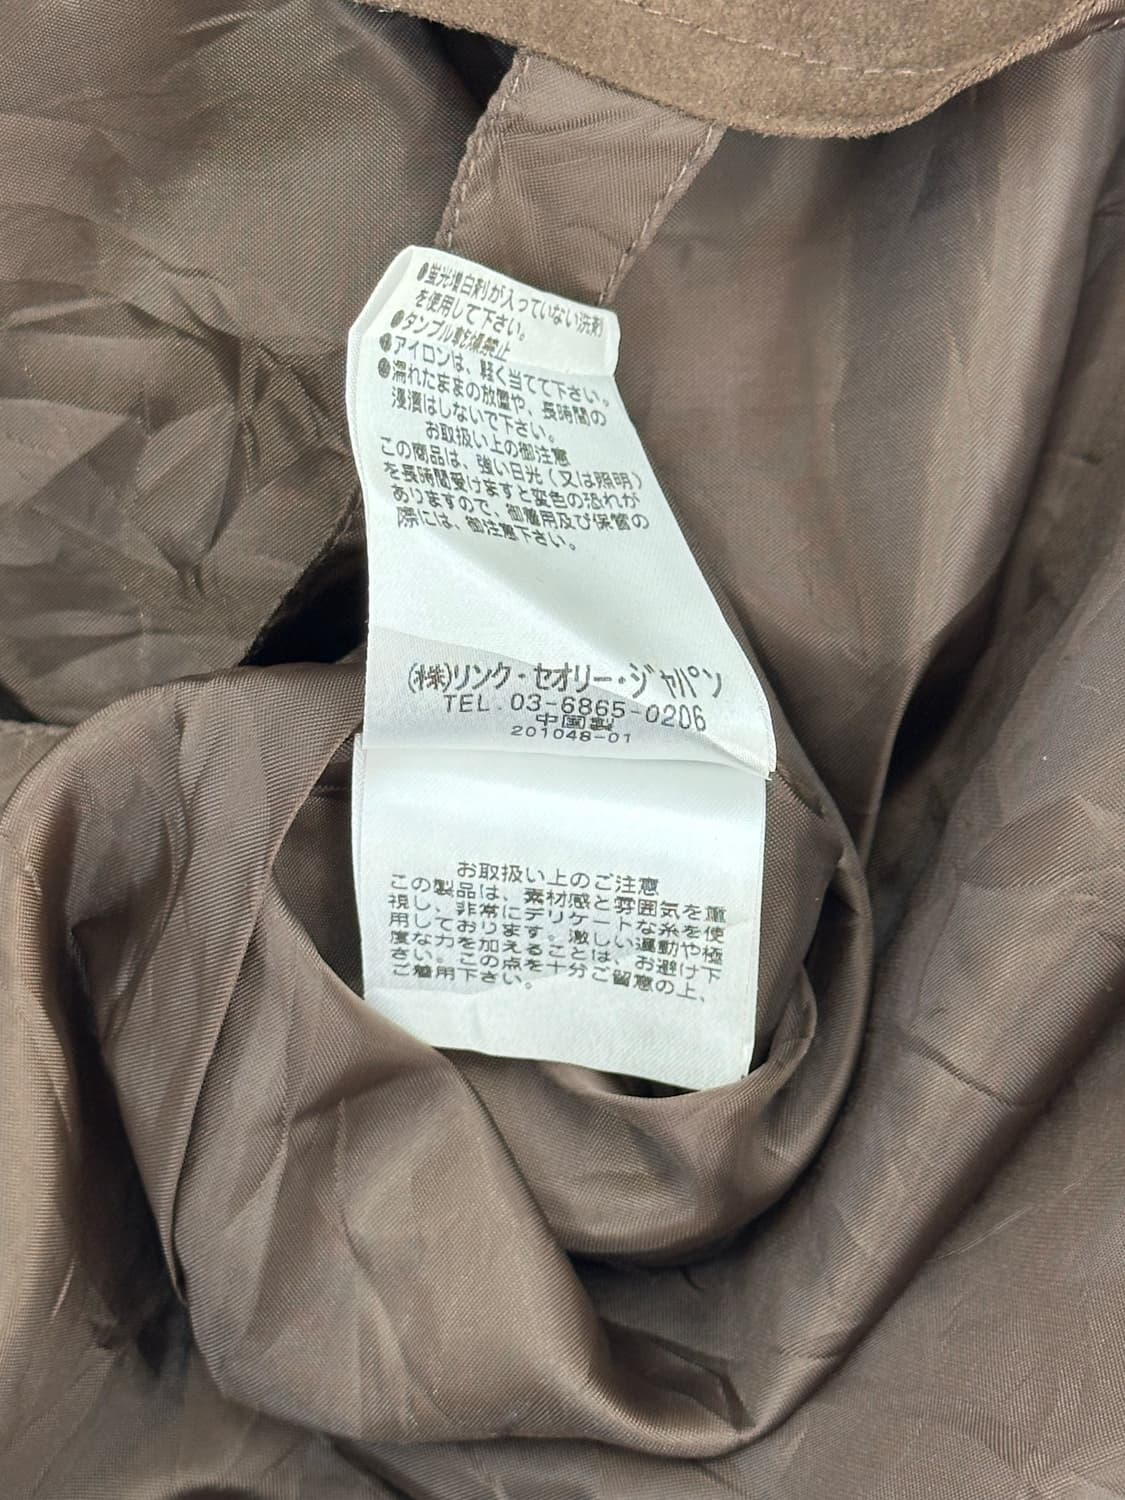 ●蛍光増白剤が入っていない洗剤
を使用して下さい。
●タンブル乾燥禁止
●アイロンは、軽く当てて下さい。
●濡れたままの放置や、長時間の
浸漬はしないで下さい。
お取扱い上の御注意
この商品は、強い日光(又は照明)
を長時間受けますと変色の恐れが
ありますので、御着用及び保管の
際には、御注意下さい。
(株)リンク・セオリー・ジャパン
TEL.03-6865-0206
中国製
201048-01
お取扱い上のご注意
この製品は、素材感と雰囲気を重
視し、非常にデリケートな糸を使
用しております。激しい運動や極
度な力を加えることは、お避け下
さい。この点を十分ご留意の上、
ご着用下さい。